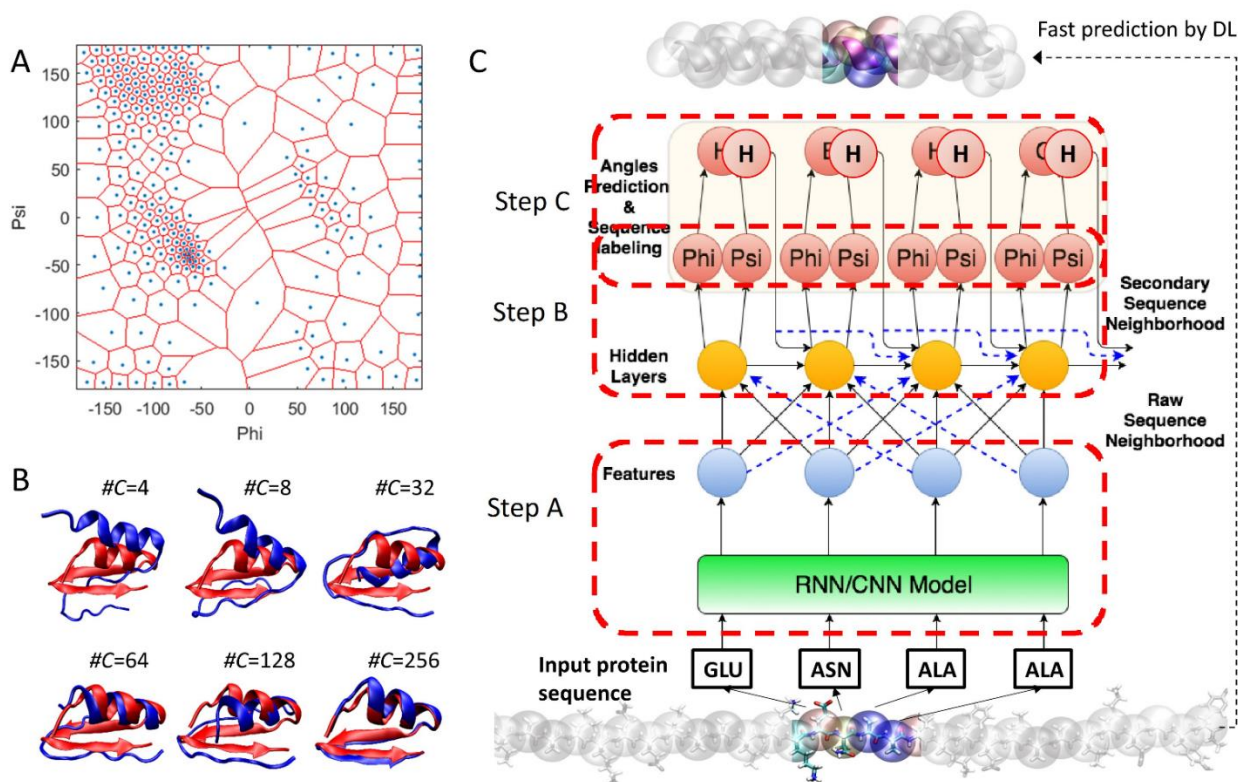 A
Psi
150
100
50
0
-50
-100
-150
-150 -100 -50 0 50 100 150
Phi
B
#C=4 #C=8 #C=32
#C=64 #C=128 #C=256
C
Fast prediction by DL
Step C
Angles
Prediction
&
Sequence
labeling
H H H H H
Phi Psi Phi Psi Phi Psi Phi Psi
Step B
Hidden
Layers
Secondary
Sequence
Neighborhood
Raw
Sequence
Neighborhood
Step A
Features
RNN/CNN Model
Input protein
sequence
GLU ASN ALA ALA